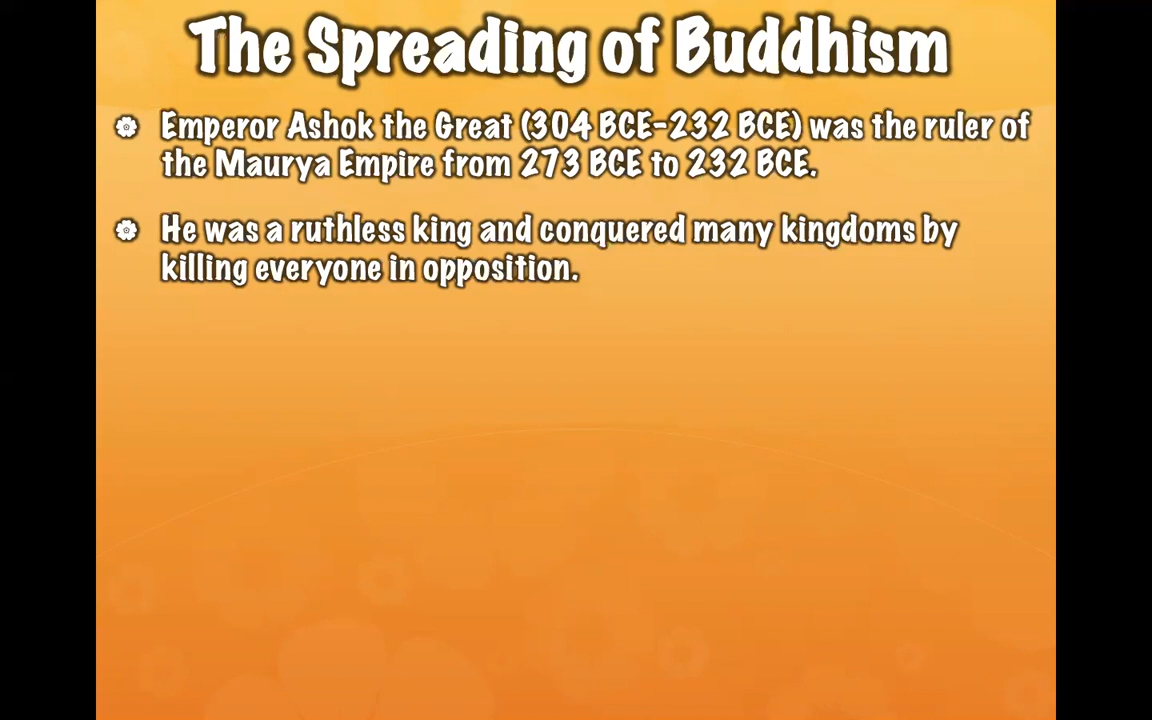 The Spreading of Buddhism
Emperor Ashok the Great (304 BCE-232 BCE) was the ruler of
the Maurya Empire from 273 BCE to 232 BCE.
He was a ruthless king and conquered many kingdoms by
killing everyone in opposition.